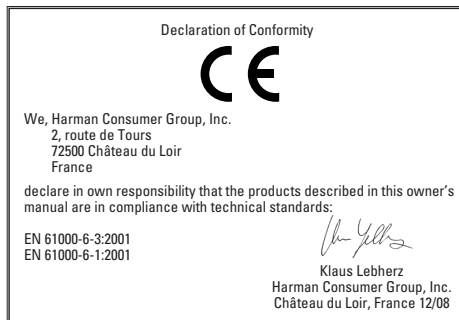 Declaration of Conformity
CE
We, Harman Consumer Group, Inc.
2, route de Tours
72500 Château du Loir
France
declare in own responsibility that the products described in this owner's
manual are in compliance with technical standards:
EN 61000-6-3:2001
EN 61000-6-1:2001
Klaus Lebherz
Harman Consumer Group, Inc.
Château du Loir, France 12/08